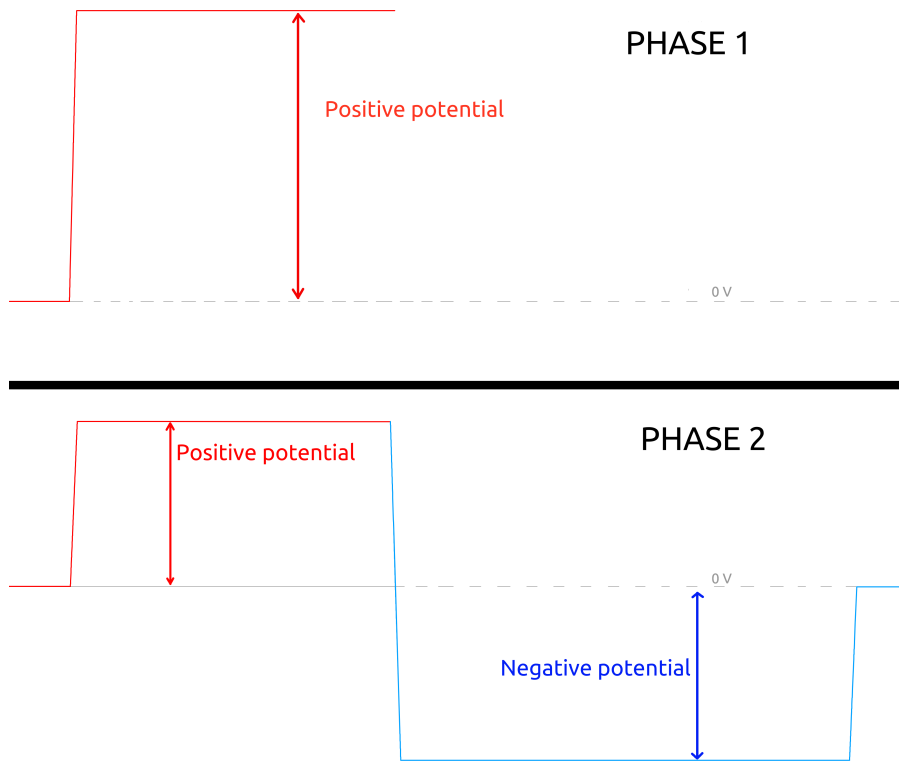 PHASE 1
Positive potential
0 V
PHASE 2
Positive potential
0 V
Negative potential